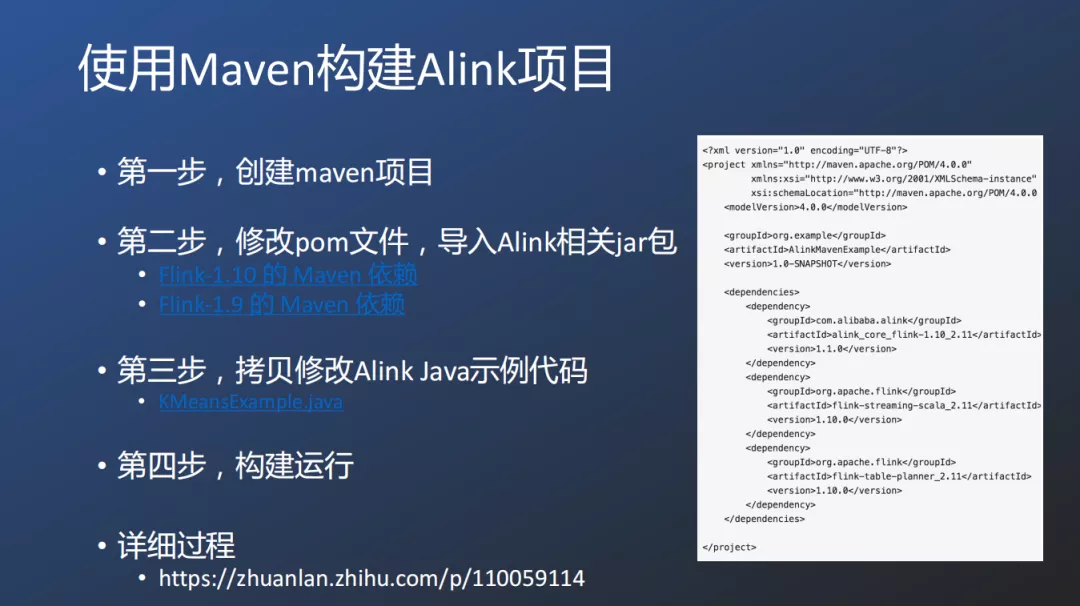 使用Maven构建Alink项目
• 第一步，创建maven项目
• 第二步，修改pom文件，导入Alink相关jar包
• Flink-1.10 的 Maven 依赖
• Flink-1.9 的 Maven 依赖
• 第三步，拷贝修改Alink Java示例代码
• KMeansExample.java
• 第四步，构建运行
• 详细过程
• https://zhuanlan.zhihu.com/p/110059114
<?xml version="1.0" encoding="UTF-8"?>
<project xmlns="http://maven.apache.org/POM/4.0.0"
xmlns:xsi="http://www.w3.org/2001/XMLSchema-instance"
xsi:schemaLocation="http://maven.apache.org/POM/4.0.0
<modelVersion>4.0.0</modelVersion>
<groupId>org.example</groupId>
<artifactId>AlinkMavenExample</artifactId>
<version>1.0-SNAPSHOT</version>
<dependencies>
<dependency>
<groupId>com.alibaba.alink</groupId>
<artifactId>alink_core_flink-1.10_2.11</artifactId>
<version>1.1.0</version>
</dependency>
<dependency>
<groupId>org.apache.flink</groupId>
<artifactId>flink-streaming-scala_2.11</artifactId>
<version>1.10.0</version>
</dependency>
<dependency>
<groupId>org.apache.flink</groupId>
<artifactId>flink-table-planner_2.11</artifactId>
<version>1.10.0</version>
</dependency>
</dependencies>
</project>